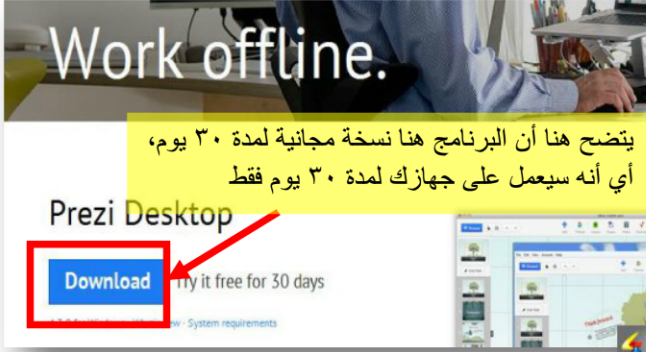 Work offline.
يتضح هنا أن البرنامج هنا نسخة مجانية لمدة ٣٠ يوم،
أي أنه سيعمل على جهازك لمدة ٣٠ يوم فقط
Prezi Desktop
Download Try it free for 30 days
System requirements